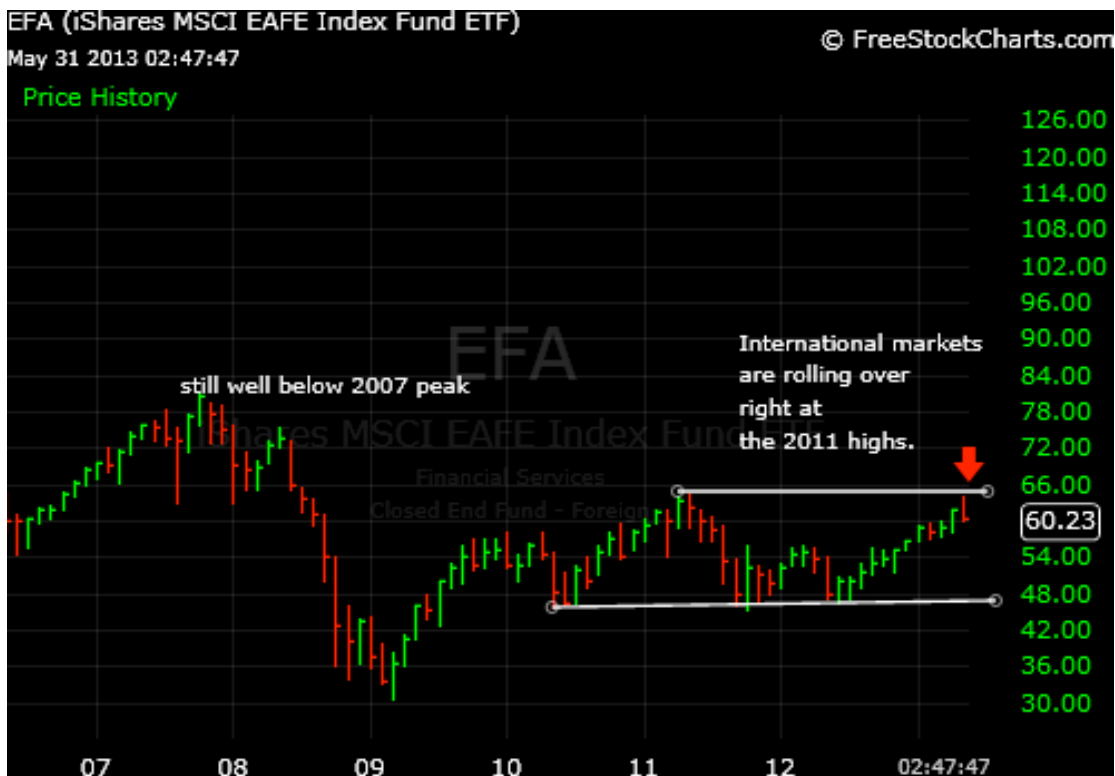 EFA (iShares MSCI EAFE Index Fund ETF)
© FreeStockCharts.com
May 31 2013 02:47:47
Price History
126.00
120.00
114.00
108.00
102.00
96.00
90.00
84.00
78.00
72.00
66.00
60.23
54.00
48.00
42.00
36.00
30.00
EFA
iShares MSCI EAFE Index Fund ETF
Financial Services
Closed End Fund - Foreign
still well below 2007 peak
International markets
are rolling over
right at
the 2011 highs.
07 08 09 10 11 12 02:47:47